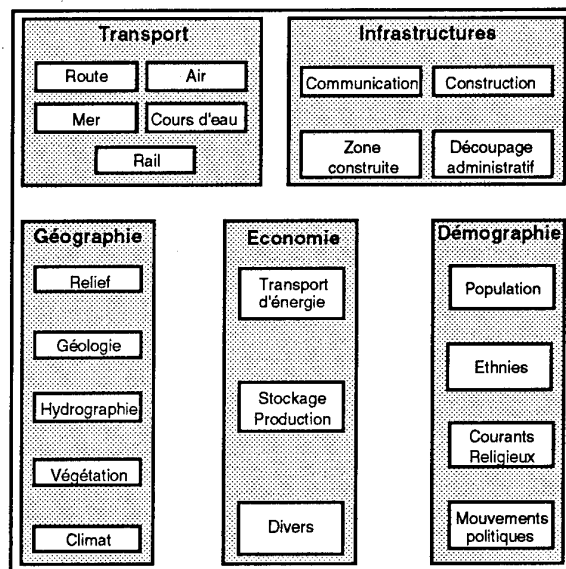 Transport
Route
Air
Mer
Cours d'eau
Rail
Infrastructures
Communication
Construction
Zone
construite
Découpage
administratif
Géographie
Relief
Géologie
Hydrographie
Végétation
Climat
Economie
Transport
d'énergie
Stockage
Production
Divers
Démographie
Population
Ethnies
Courants
Religieux
Mouvements
politiques